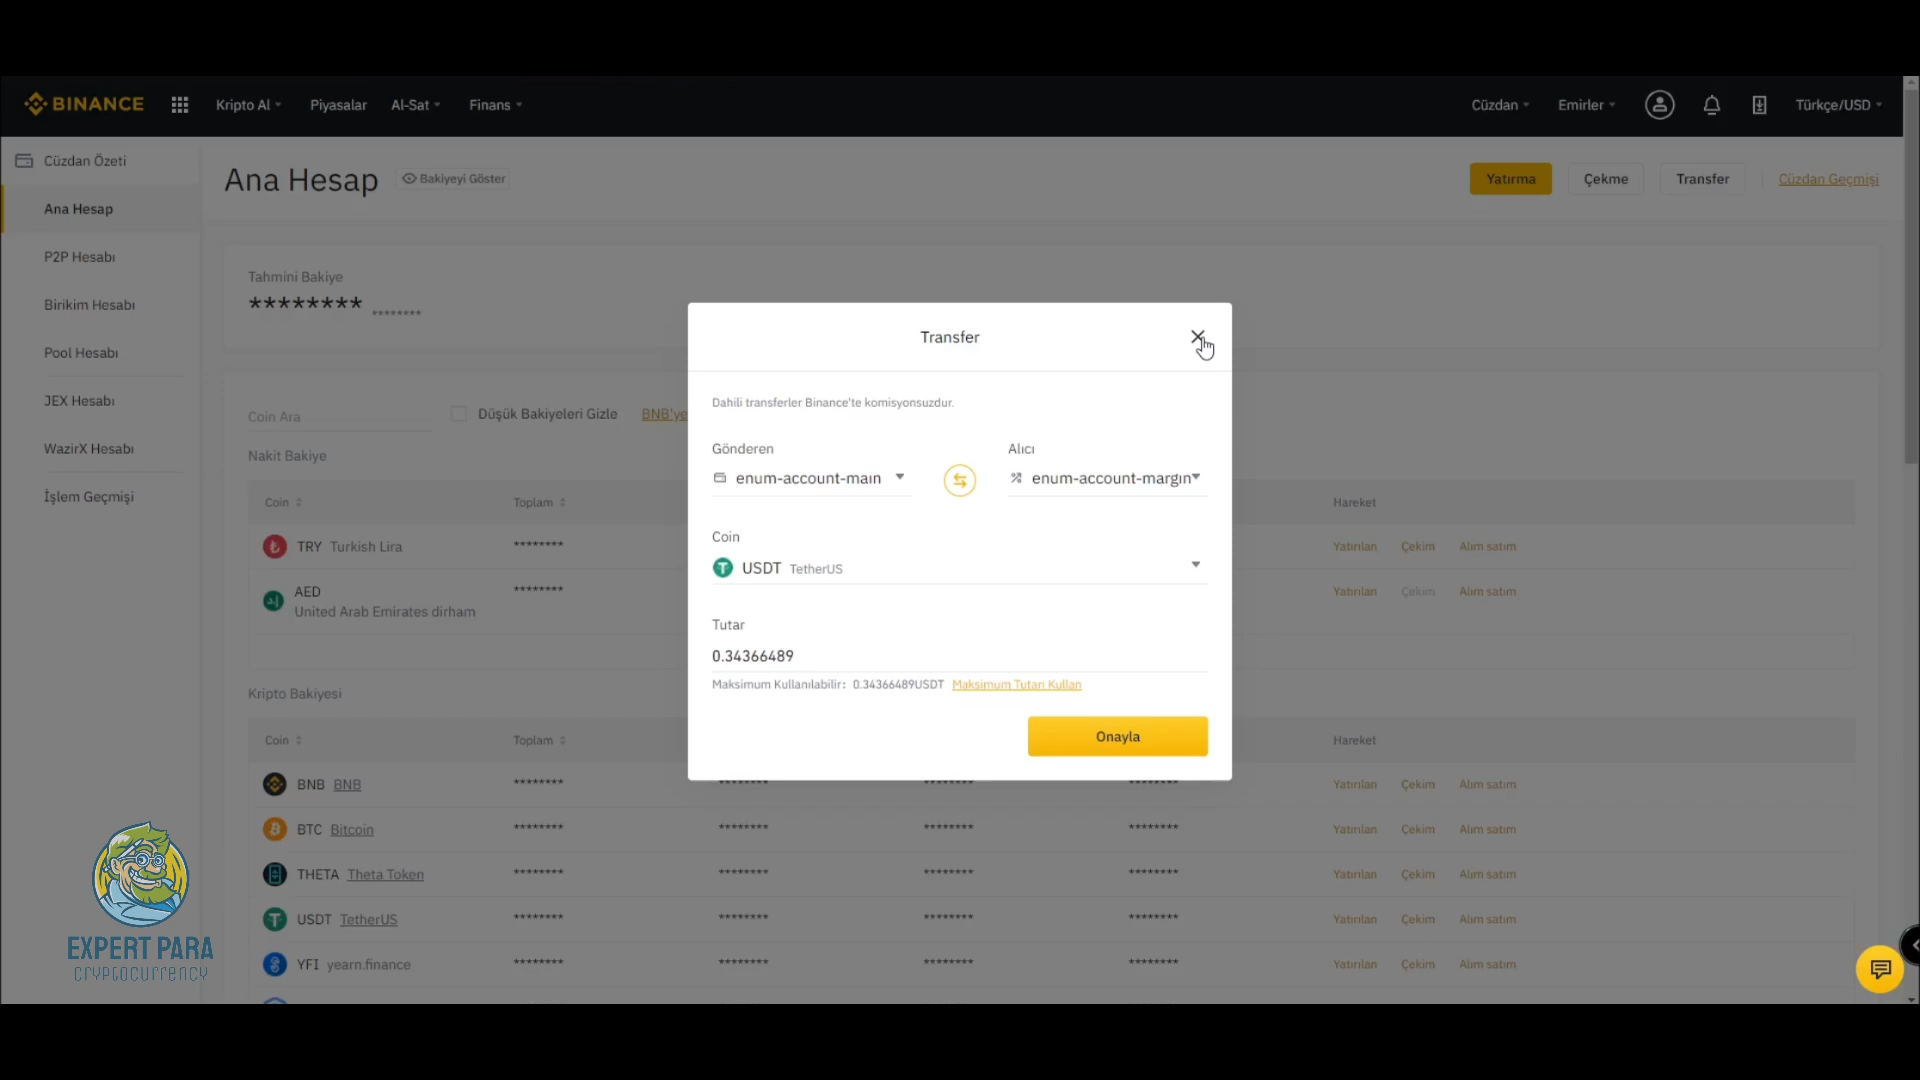 BINANCE Kripto Al Piyasalar Al-Sat Finans Cüzdan Emirler Türkçe/USD
Cüzdan Özeti
Ana Hesap
P2P Hesabı
Birikim Hesabı
Pool Hesabı
JEX Hesabı
WazirX Hesabı
İşlem Geçmişi
Ana Hesap Bakiyeyi Göster Yatırma Çekme Transfer Cüzdan Geçmişi
Tahmini Bakiye
******** ********
Coin Ara Düşük Bakiyeleri Gizle BNB'ye
Nakit Bakiye
Coin Toplam Hareket
TRY Turkish Lira ******** Yatırılan Çekim Alım satım
AED ******** Yatırılan Çekim Alım satım
United Arab Emirates dirham
Kripto Bakiyesi
Coin Toplam Hareket
BNB BNB ******** ******** ******** ******** Yatırılan Çekim Alım satım
BTC Bitcoin ******** ******** ******** ******** Yatırılan Çekim Alım satım
THETA Theta Token ******** ******** ******** ******** Yatırılan Çekim Alım satım
USDT TetherUS ******** ******** ******** ******** Yatırılan Çekim Alım satım
YFI yearn.finance ******** ******** ******** ******** Yatırılan Çekim Alım satım
Transfer
Dahili transferler Binance'te komisyonsuzdur.
Gönderen Alıcı
enum-account-main enum-account-margin
Coin
USDT TetherUS
Tutar
0.34366489
Maksimum Kullanılabilir: 0.34366489USDT Maksimum Tutarı Kullan
Onayla
EXPERT PARA
CRYPTOCURRENCY